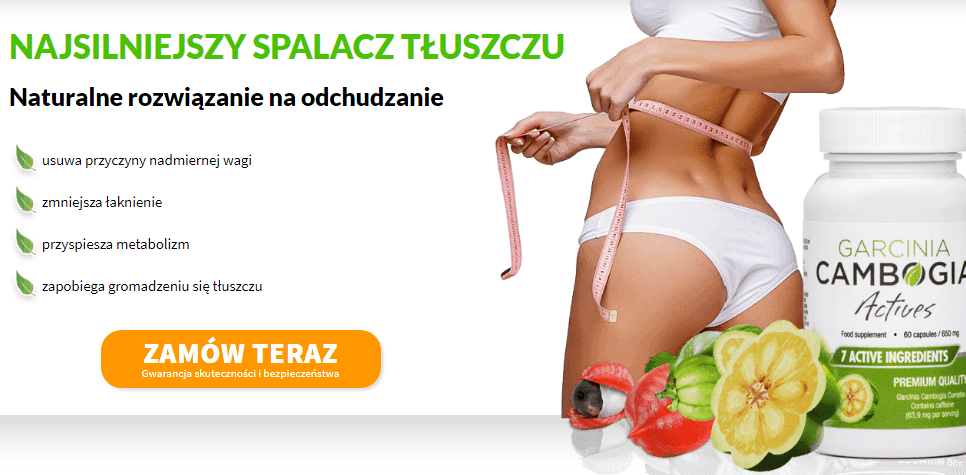 NAJSILNIEJSZY SPALACZ TŁUSZCZU
Naturalne rozwiązanie na odchudzanie
usuwa przyczyny nadmiernej wagi
zmniejsza łaknienie
przyspiesza metabolizm
zapobiega gromadzeniu się tłuszczu
ZAMÓW TERAZ
Gwarancja skuteczności i bezpieczeństwa
GARCINIA
CAMBOGIA
Actives
Food supplement • 60 capsules / 650 mg
7 ACTIVE INGREDIENTS
PREMIUM QUALITY
Garcinia Cambogia
Contains caffeine
(63,9 mg per serving)